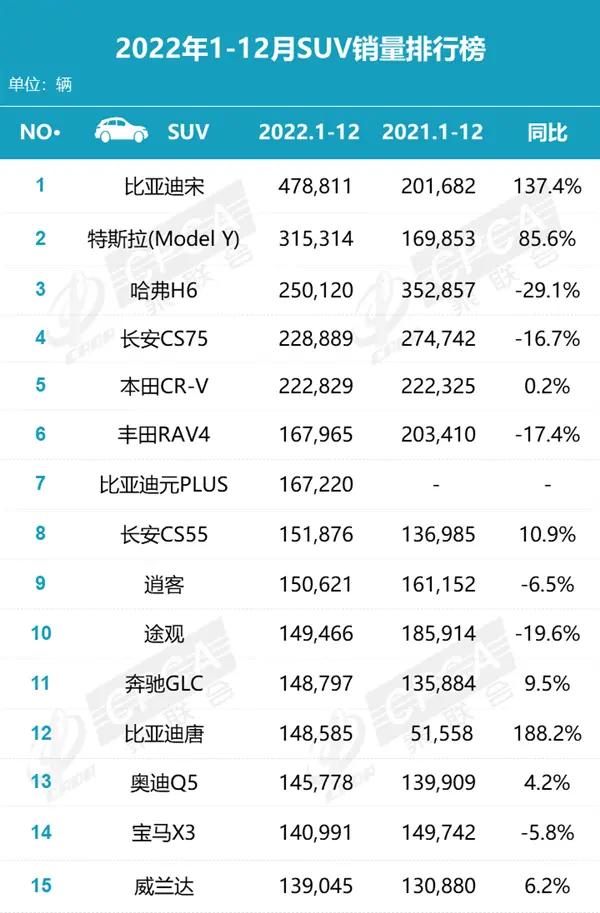 2022年1-12月SUV销量排行榜
单位：辆
NO• SUV 2022.1-12 2021.1-12 同比
1 比亚迪宋 478,811 201,682 137.4%
2 特斯拉(Model Y) 315,314 169,853 85.6%
3 哈弗H6 250,120 352,857 -29.1%
4 长安CS75 228,889 274,742 -16.7%
5 本田CR-V 222,829 222,325 0.2%
6 丰田RAV4 167,965 203,410 -17.4%
7 比亚迪元PLUS 167,220 - -
8 长安CS55 151,876 136,985 10.9%
9 逍客 150,621 161,152 -6.5%
10 途观 149,466 185,914 -19.6%
11 奔驰GLC 148,797 135,884 9.5%
12 比亚迪唐 148,585 51,558 188.2%
13 奥迪Q5 145,778 139,909 4.2%
14 宝马X3 140,991 149,742 -5.8%
15 威兰达 139,045 130,880 6.2%
CPCA
乘联会